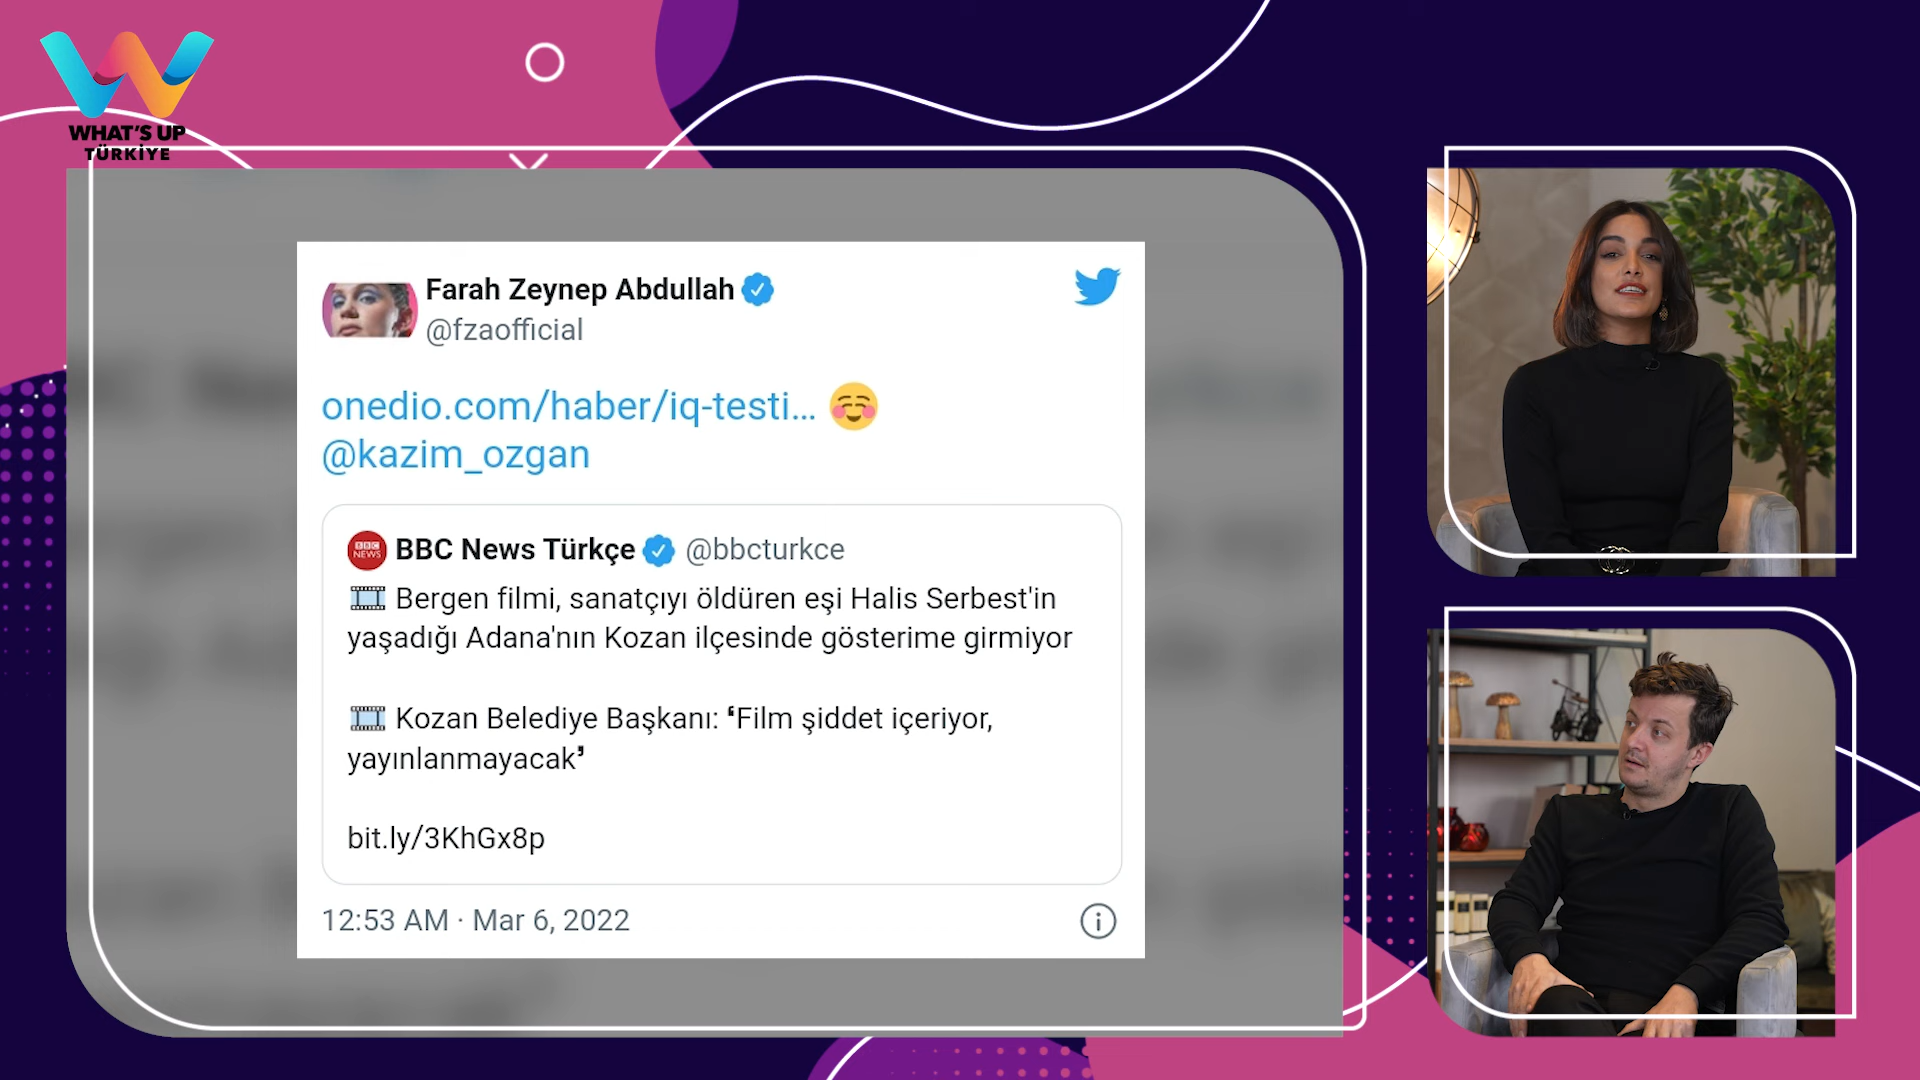 WHAT'S UP
TÜRKİYE
Farah Zeynep Abdullah
@fzaofficial
onedio.com/haber/iq-testi...
@kazim_ozgan
BBC NEWS
BBC News Türkçe @bbcturkce
Bergen filmi, sanatçıyı öldüren eşi Halis Serbest'in
yaşadığı Adana'nın Kozan ilçesinde gösterime girmiyor
Kozan Belediye Başkanı: ‘Film şiddet içeriyor,
yayınlanmayacak’
bit.ly/3KhGx8p
12:53 AM · Mar 6, 2022